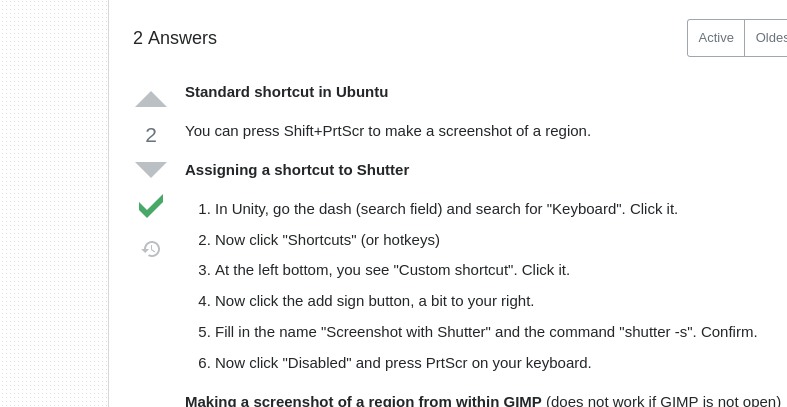 2 Answers
Active
Oldes
Standard shortcut in Ubuntu
2
You can press Shift+PrtScr to make a screenshot of a region.
Assigning a shortcut to Shutter
1. In Unity, go the dash (search field) and search for "Keyboard". Click it.
2. Now click "Shortcuts" (or hotkeys)
3. At the left bottom, you see "Custom shortcut". Click it.
4. Now click the add sign button, a bit to your right.
5. Fill in the name "Screenshot with Shutter" and the command "shutter -s". Confirm.
6. Now click "Disabled" and press PrtScr on your keyboard.
Making a screenshot of a region from within GIMP (does not work if GIMP is not open)